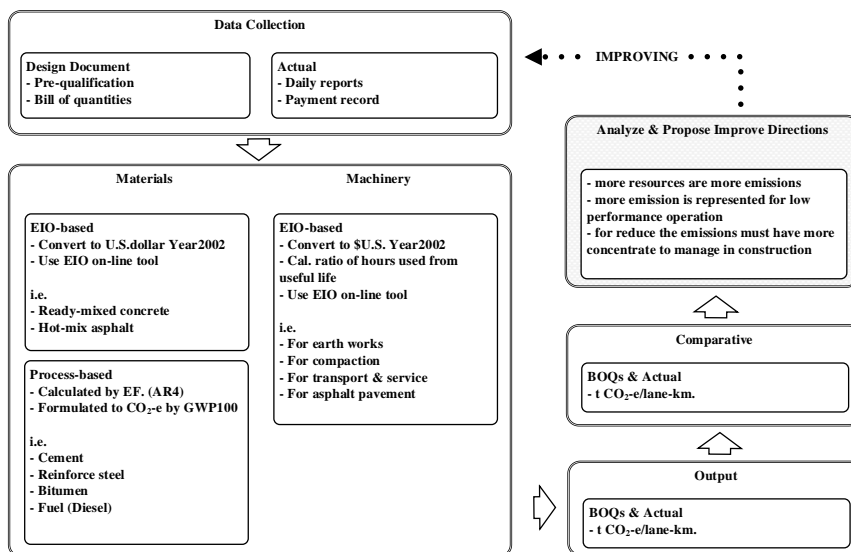 Data Collection
Design Document
- Pre-qualification
- Bill of quantities
Actual
- Daily reports
- Payment record
Materials
EIO-based
- Convert to U.S.dollar Year2002
- Use EIO on-line tool
i.e.
- Ready-mixed concrete
- Hot-mix asphalt
Process-based
- Calculated by EF. (AR4)
- Formulated to CO₂-e by GWP100
i.e.
- Cement
- Reinforce steel
- Bitumen
- Fuel (Diesel)
Machinery
EIO-based
- Convert to $U.S. Year2002
- Cal. ratio of hours used from
useful life
- Use EIO on-line tool
i.e.
- For earth works
- For compaction
- For transport & service
- For asphalt pavement
Output
BOQs & Actual
- t CO₂-e/lane-km.
Comparative
BOQs & Actual
- t CO₂-e/lane-km.
Analyze & Propose Improve Directions
- more resources are more emissions
- more emission is represented for low
performance operation
- for reduce the emissions must have more
concentrate to manage in construction
IMPROVING